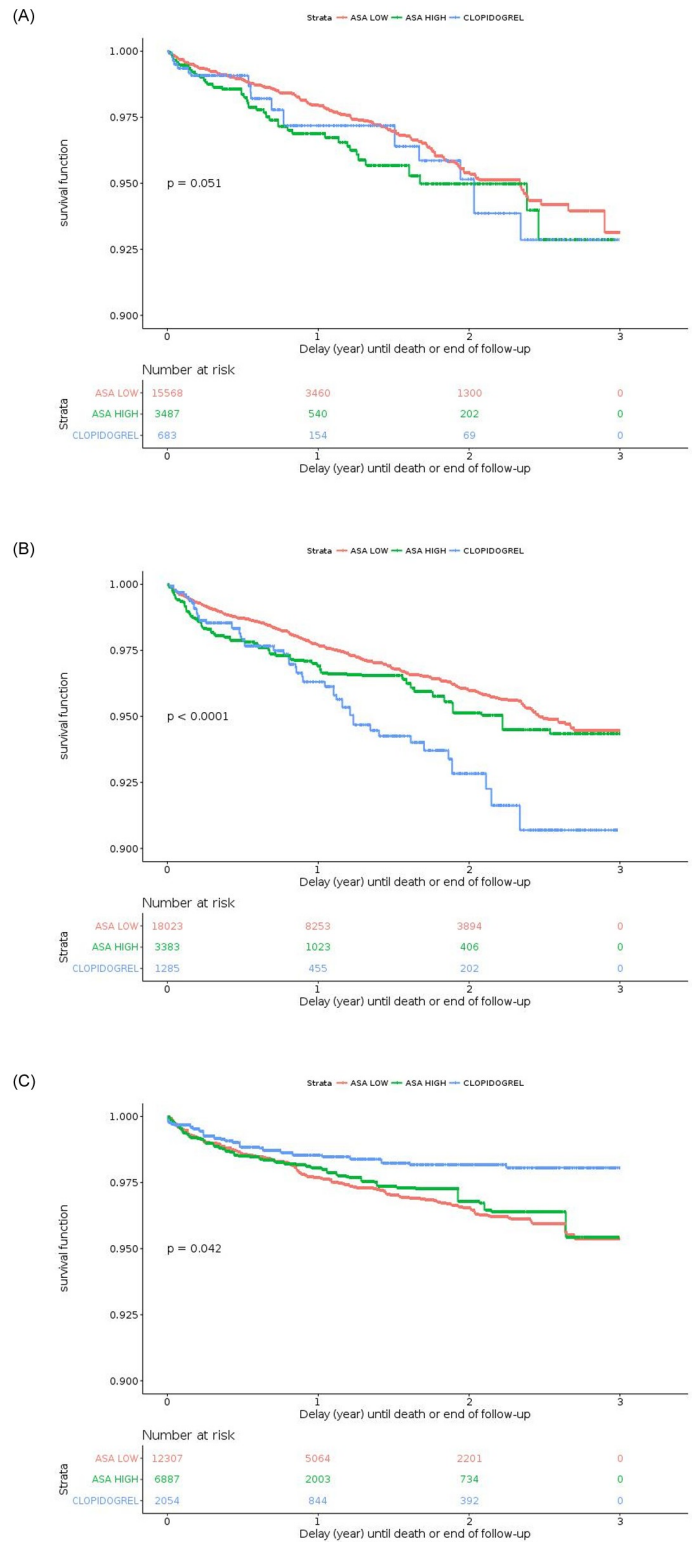 (A)
Strata ASA LOW ASA HIGH CLOPIDOGREL
survival function
1.000
0.975
0.950
0.925
0.900
p = 0.051
0 1 2 3
Delay (year) until death or end of follow-up
Number at risk
Strata
ASA LOW 15568 3460 1300 0
ASA HIGH 3487 540 202 0
CLOPIDOGREL 683 154 69 0
0 1 2 3
Delay (year) until death or end of follow-up
(B)
Strata ASA LOW ASA HIGH CLOPIDOGREL
survival function
1.000
0.975
0.950
0.925
0.900
p < 0.0001
0 1 2 3
Delay (year) until death or end of follow-up
Number at risk
Strata
ASA LOW 18023 8253 3894 0
ASA HIGH 3383 1023 406 0
CLOPIDOGREL 1285 455 202 0
0 1 2 3
Delay (year) until death or end of follow-up
(C)
Strata ASA LOW ASA HIGH CLOPIDOGREL
survival function
1.000
0.975
0.950
0.925
0.900
p = 0.042
0 1 2 3
Delay (year) until death or end of follow-up
Number at risk
Strata
ASA LOW 12307 5064 2201 0
ASA HIGH 6887 2003 734 0
CLOPIDOGREL 2054 844 392 0
0 1 2 3
Delay (year) until death or end of follow-up